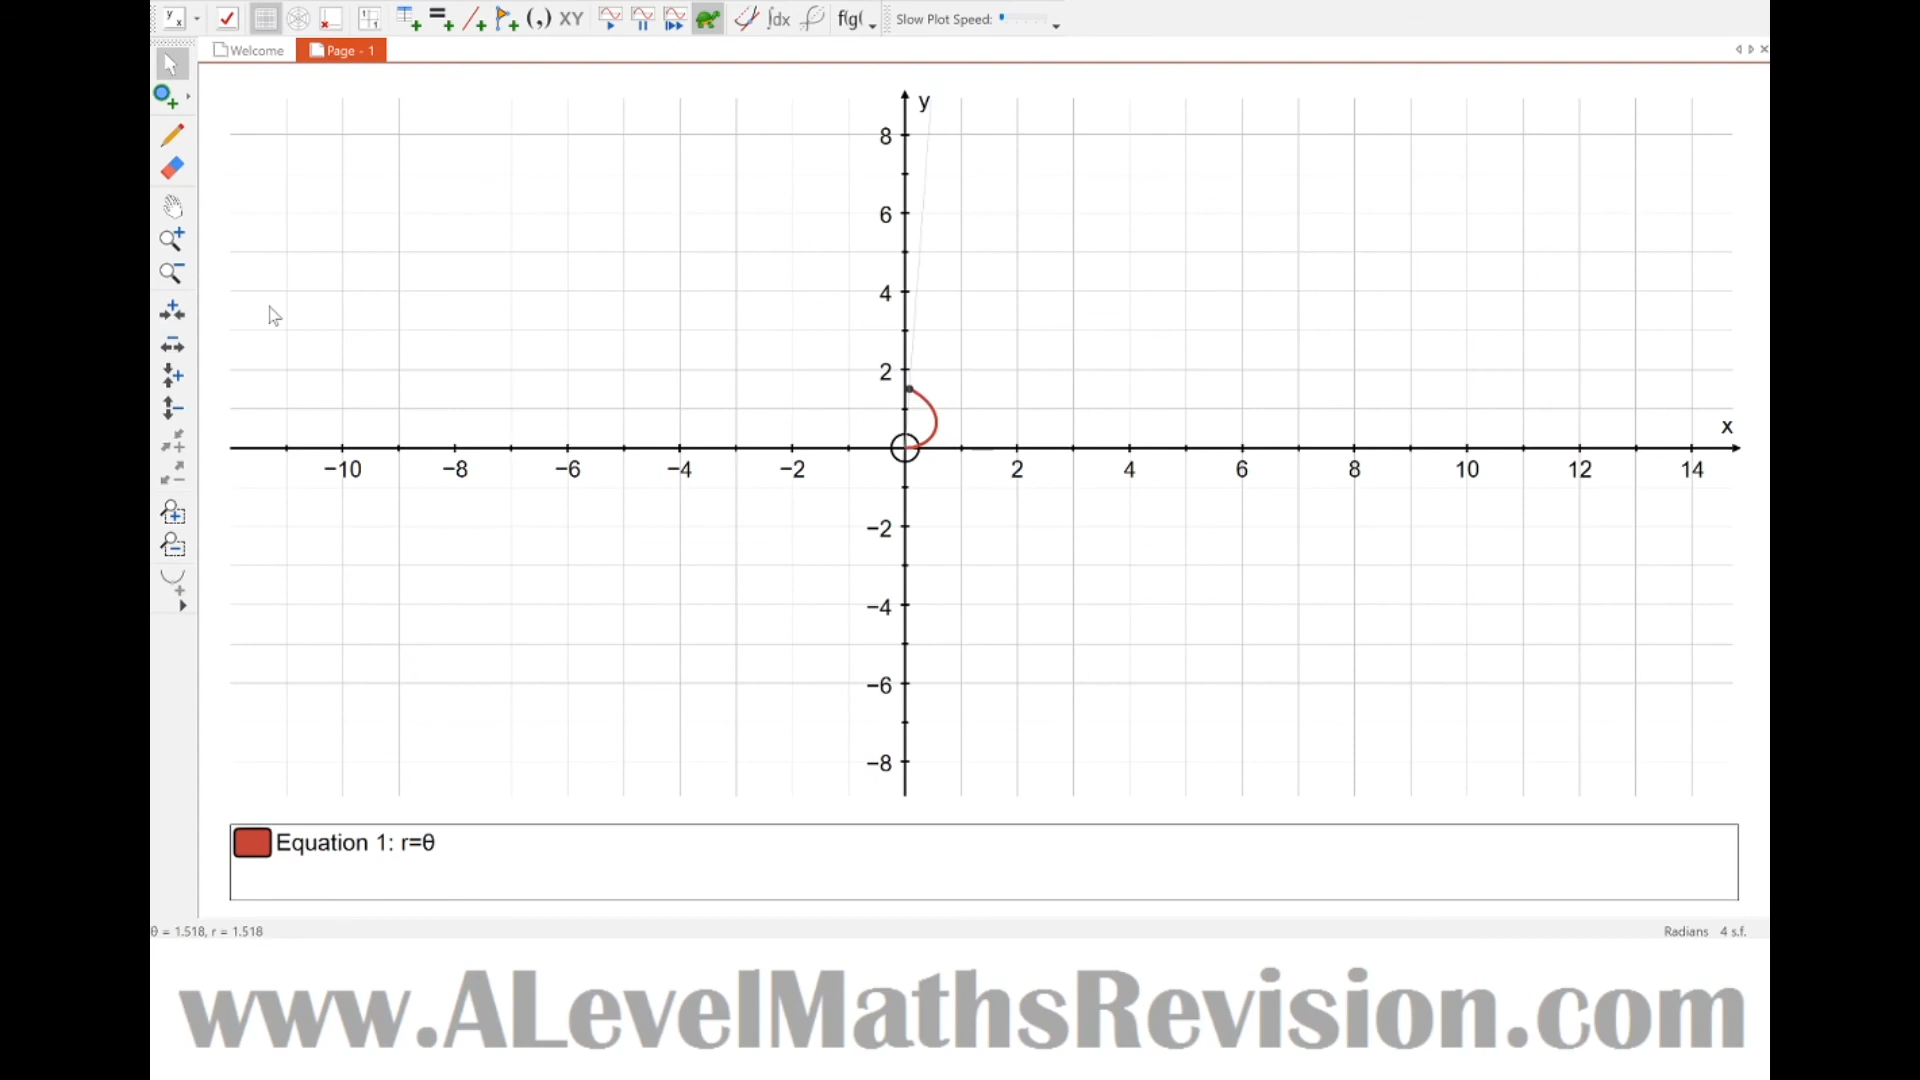 XY
f(g(
Slow Plot Speed:
Welcome
Page - 1
y
8
6
4
2
x
−10 −8 −6 −4 −2 2 4 6 8 10 12 14
−2
−4
−6
−8
Equation 1: r=θ
θ = 1.518, r = 1.518
Radians 4 s.f.
www.ALevelMathsRevision.com